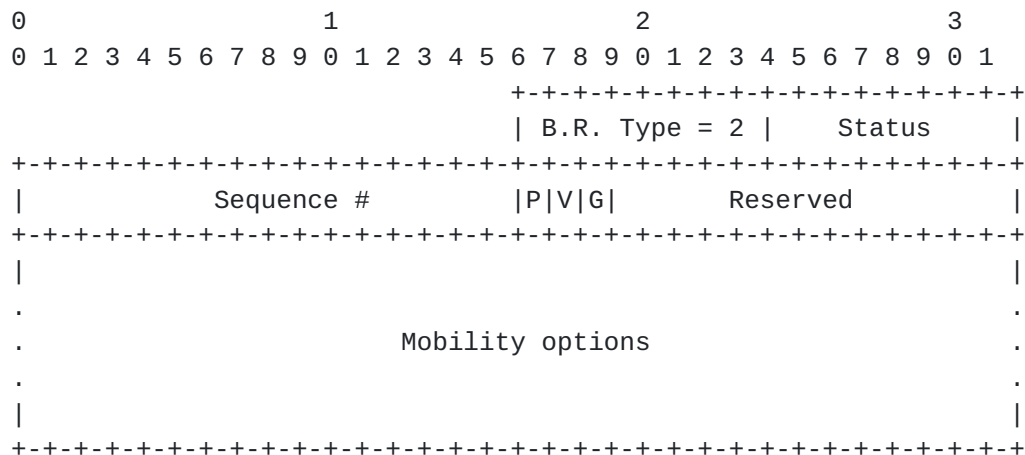 0                   1                   2                   3
0 1 2 3 4 5 6 7 8 9 0 1 2 3 4 5 6 7 8 9 0 1 2 3 4 5 6 7 8 9 0 1
                                +-+-+-+-+-+-+-+-+-+-+-+-+-+-+-+-+
                                | B.R. Type = 2 |    Status     |
+-+-+-+-+-+-+-+-+-+-+-+-+-+-+-+-+-+-+-+-+-+-+-+-+-+-+-+-+-+-+-+-+
|            Sequence #         |P|V|G|       Reserved          |
+-+-+-+-+-+-+-+-+-+-+-+-+-+-+-+-+-+-+-+-+-+-+-+-+-+-+-+-+-+-+-+-+
|                                                               |
.                                                               .
.                        Mobility options                       .
.                                                               .
|                                                               |
+-+-+-+-+-+-+-+-+-+-+-+-+-+-+-+-+-+-+-+-+-+-+-+-+-+-+-+-+-+-+-+-+